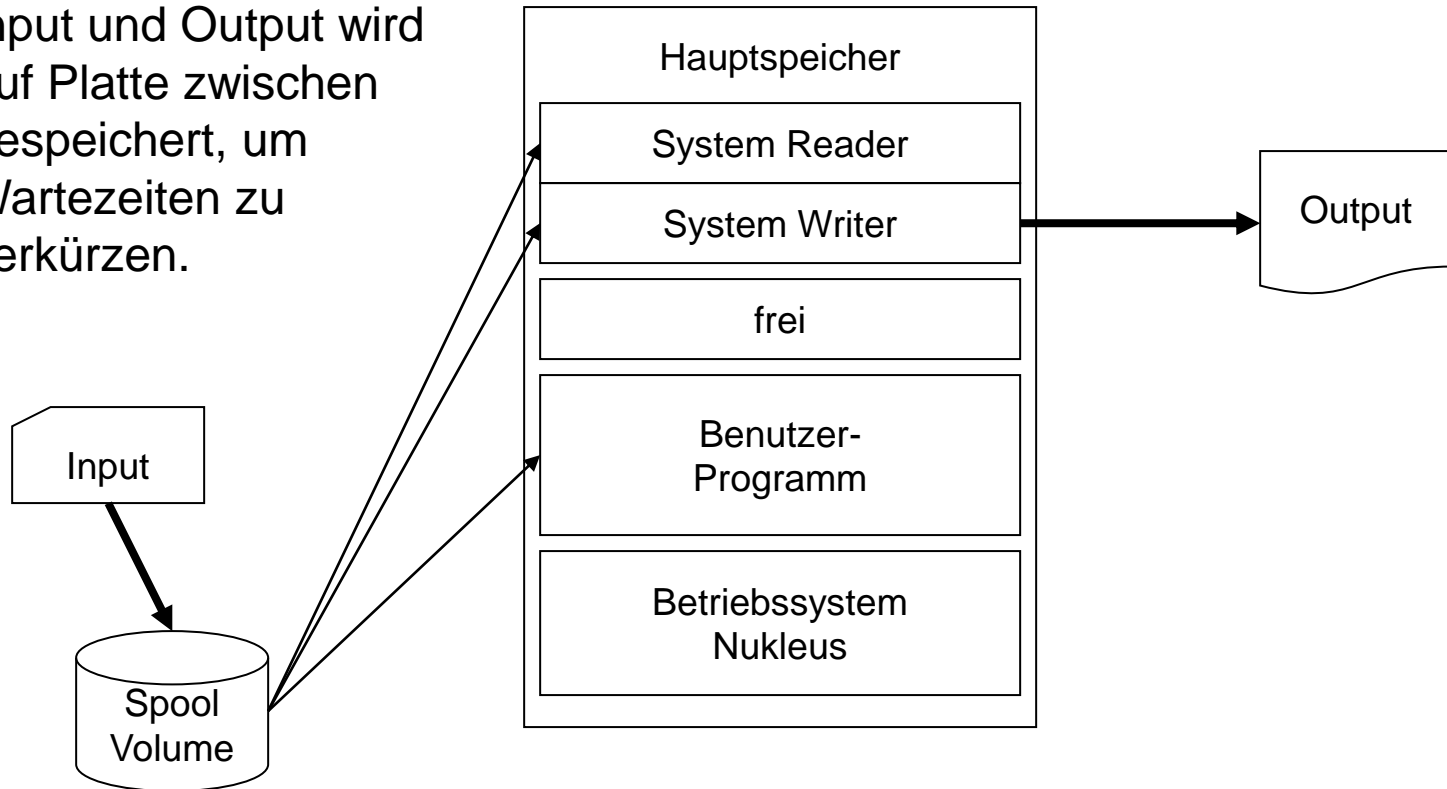 nput und Output wird
uf Platte zwischen
espeichert, um
Wartezeiten zu
erkürzen.
Hauptspeicher
System Reader
System Writer
Output
frei
Benutzer-
Programm
Input
Betriebssystem
Nukleus
Spool
Volume